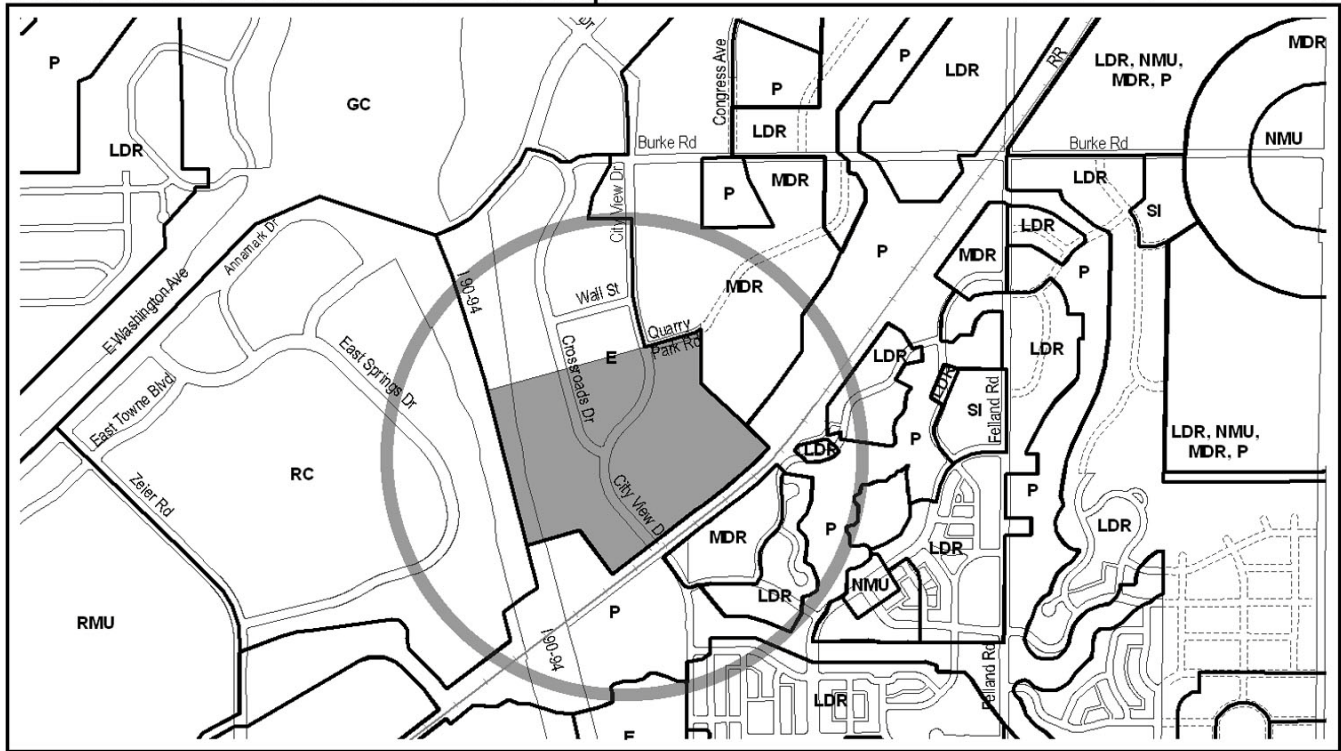 Dr
P
GC
LDR
E Washington Ave
Annamark Dr
East Springs Dr
East Towne Blvd
Zeier Rd
RC
RMU
I 90-94
I 90-94
Congress Ave
P
LDR
Burke Rd
City View Dr
P
MDR
Wall St
MDR
Quarry
Park Rd
E
Crossroads Dr
City View D
P
LDR
RR
LDR, NMU,
MDR, P
MDR
NMU
Burke Rd
LDR
SI
P
LDR
MDR
P
LDR
LDR
LDR
SI
Felland Rd
P
LDR
LDR, NMU,
MDR, P
P
MDR
P
LDR
LDR
NMU
LDR
P
LDR
Felland Rd
E